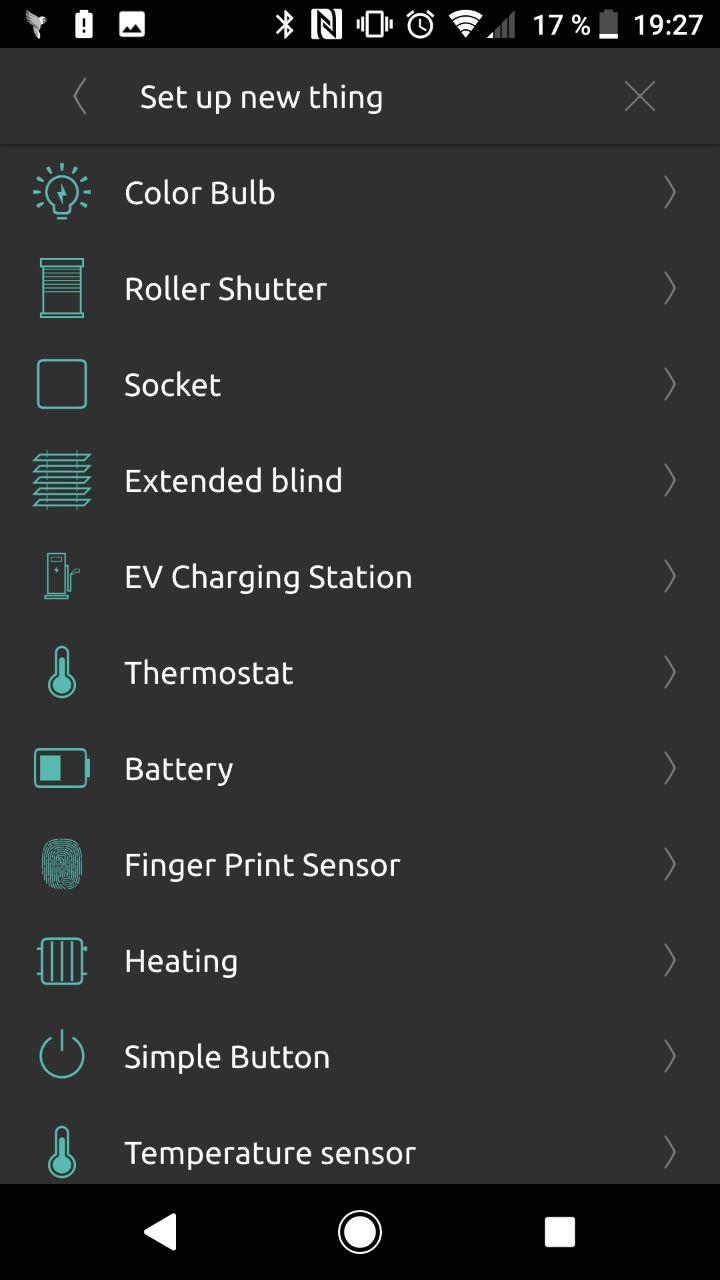 17 % 19:27
Set up new thing
Color Bulb
Roller Shutter
Socket
Extended blind
EV Charging Station
Thermostat
Battery
Finger Print Sensor
Heating
Simple Button
Temperature sensor